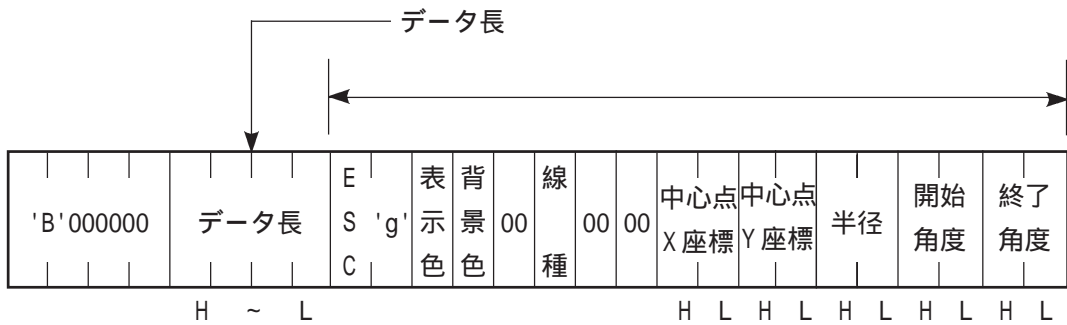 データ長
'B'000000
データ長
ESC
'g'
表示色
背景色
00
線種
00
00
中心点
X座標
中心点
Y座標
半径
開始
角度
終了
角度
H ~ L
H L H L H L H L H L